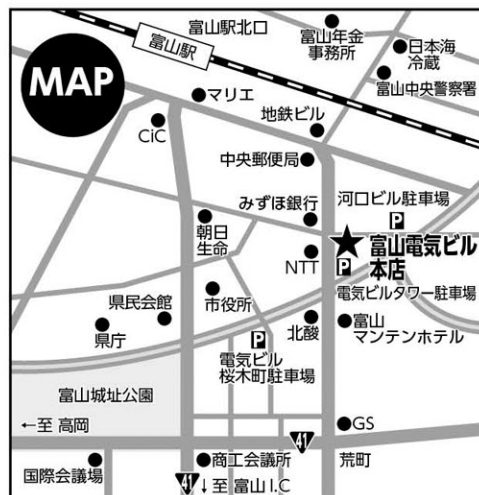 MAP
富山駅北口
富山駅
富山年金
事務所
日本海
冷蔵
富山中央警察署
マリエ
CiC
地鉄ビル
中央郵便局
みずほ銀行
河口ビル駐車場
P
朝日
生命
富山電気ビル
本店
NTT
P
電気ビルタワー駐車場
県民会館
市役所
県庁
北酸
富山
マンテンホテル
P
電気ビル
桜木町駐車場
富山城址公園
←至 高岡
GS
41
荒町
国際会議場
商工会議所
41
↓至 富山 I.C